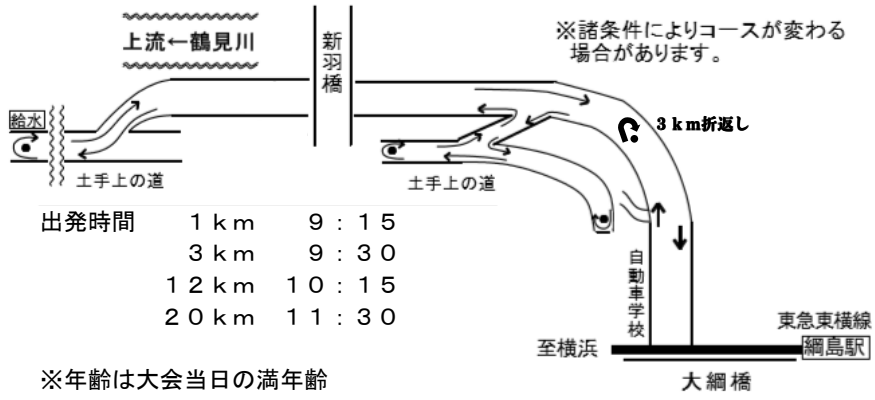 ※諸条件によりコースが変わる
場合があります。
上流←鶴見川
新羽橋
給水
3km折返し
土手上の道
土手上の道
出発時間 1km 9:15
3km 9:30
12km 10:15
20km 11:30
自動車学校
東急東横線
至横浜
綱島駅
大綱橋
※年齢は大会当日の満年齢